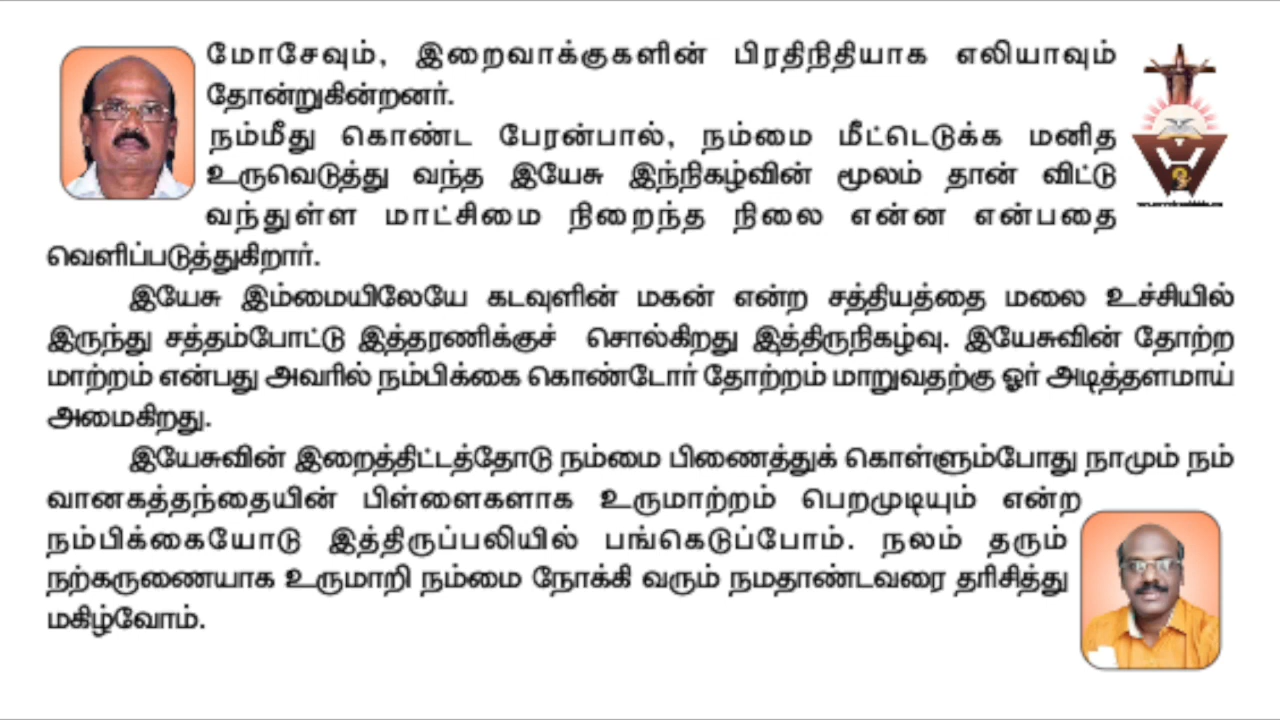 மோசேவும், இறைவாக்குகளின் பிரதிநிதியாக எலியாவும்
தோன்றுகின்றனர்.
நம்மீது கொண்ட பேரன்பால், நம்மை மீட்டெடுக்க மனித
உருவெடுத்து வந்த இயேசு இந்நிகழ்வின் மூலம் தான் விட்டு
வந்துள்ள மாட்சிமை நிறைந்த நிலை என்ன என்பதை
வெளிப்படுத்துகிறார்.
இயேசு இம்மையிலேயே கடவுளின் மகன் என்ற சத்தியத்தை மலை உச்சியில்
இருந்து சத்தம்போட்டு இத்தரணிக்குச் சொல்கிறது இத்திருநிகழ்வு. இயேசுவின் தோற்ற
மாற்றம் என்பது அவரில் நம்பிக்கை கொண்டோர் தோற்றம் மாறுவதற்கு ஓர் அடித்தளமாய்
அமைகிறது.
இயேசுவின் இறைத்திட்டத்தோடு நம்மை பிணைத்துக் கொள்ளும்போது நாமும் நம்
வானகத்தந்தையின் பிள்ளைகளாக உருமாற்றம் பெறமுடியும் என்ற
நம்பிக்கையோடு இத்திருப்பலியில் பங்கெடுப்போம். நலம் தரும்
நற்கருணையாக உருமாறி நம்மை நோக்கி வரும் நமதாண்டவரை தரிசித்து
மகிழ்வோம்.